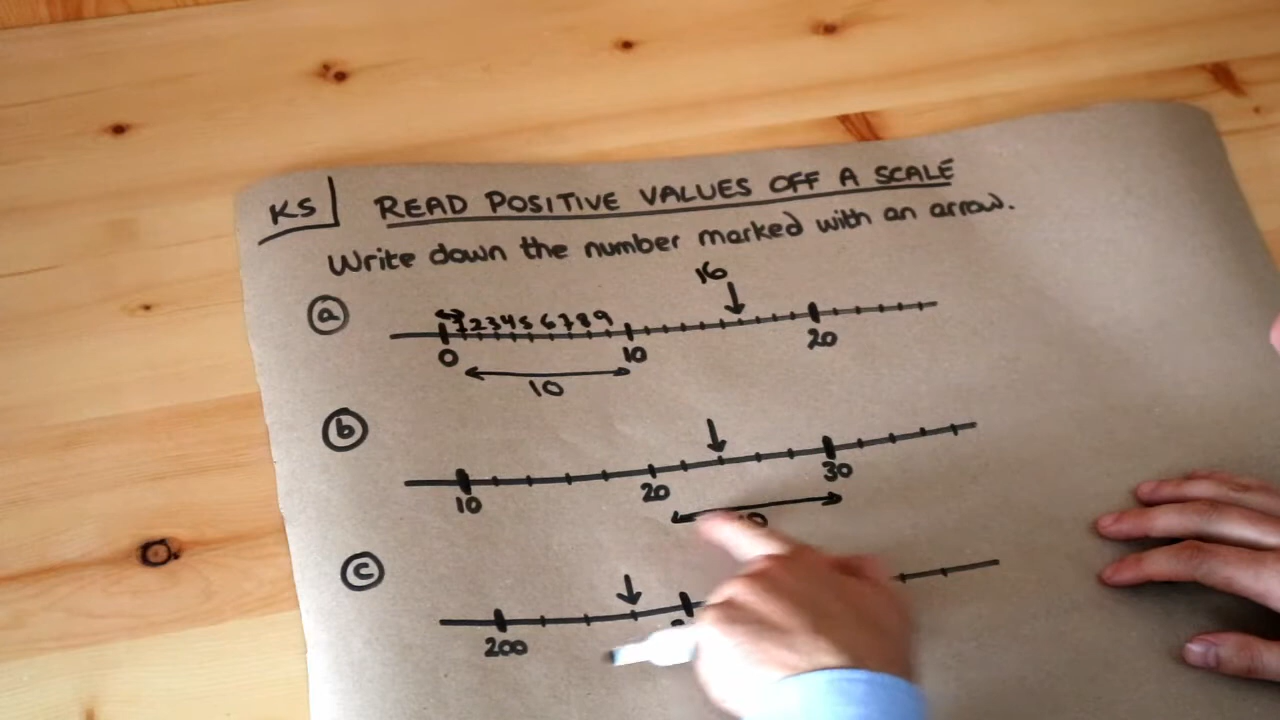 KS
READ POSITIVE VALUES OFF A SCALE
Write down the number marked with an arrow.
16
a
1 2 3 4 5 6 7 8 9
0 10 20
10
b
10 20 30
c
200